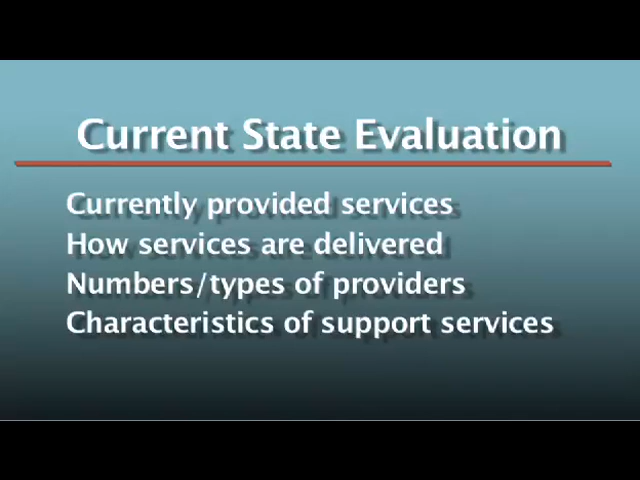 Current State Evaluation
Currently provided services
How services are delivered
Numbers/types of providers
Characteristics of support services